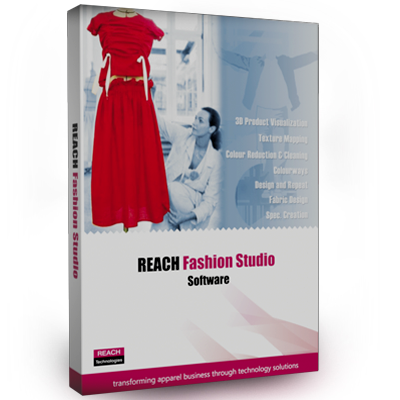 3D Product Visualization
Texture Mapping
Colour Reduction & Cleaning
Colourways
Design and Repeat
Fabric Design
Spec. Creation
REACH Fashion Studio
REACH Fashion Studio
Software
REACH
Technologies
transforming apparel business through technology solutions